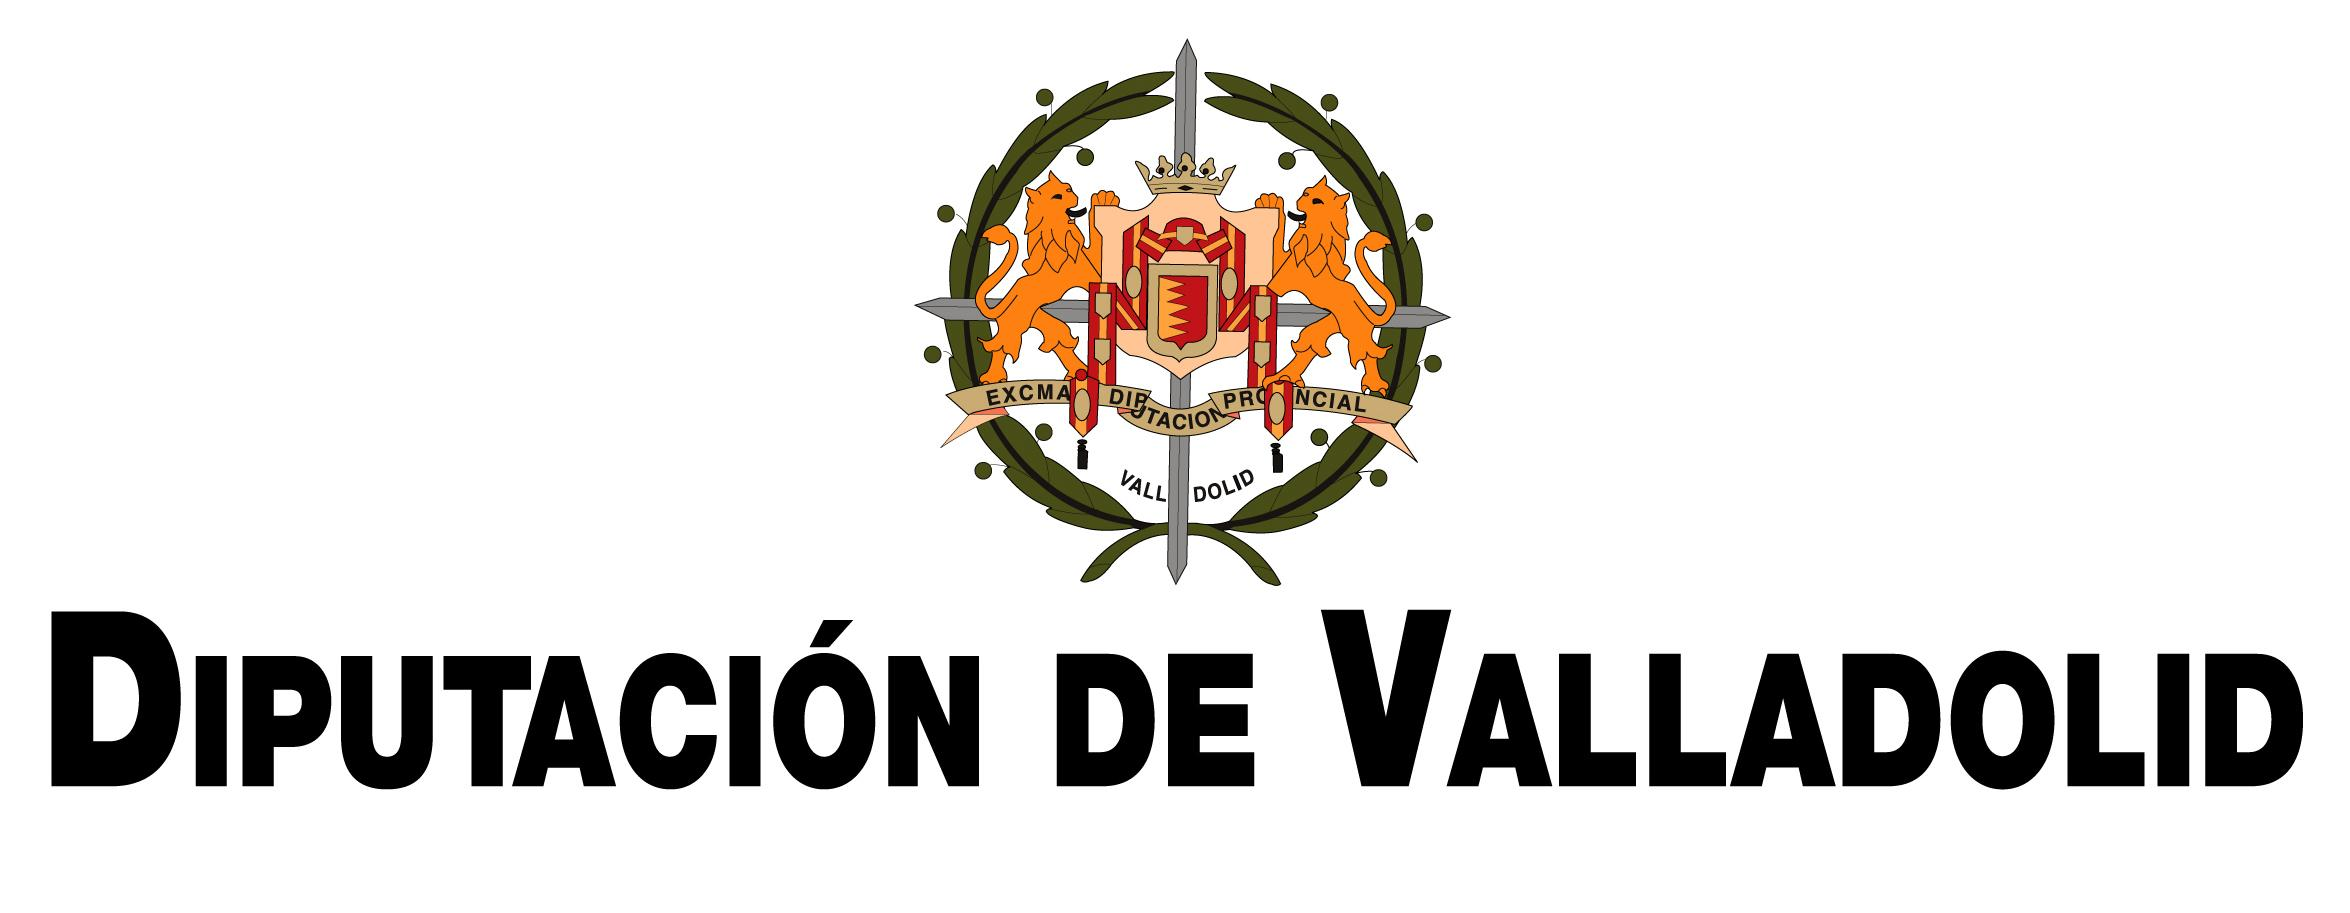 EXCMA DIPUTACION PROVINCIAL
VALLADOLID
DIPUTACIÓN DE VALLADOLID